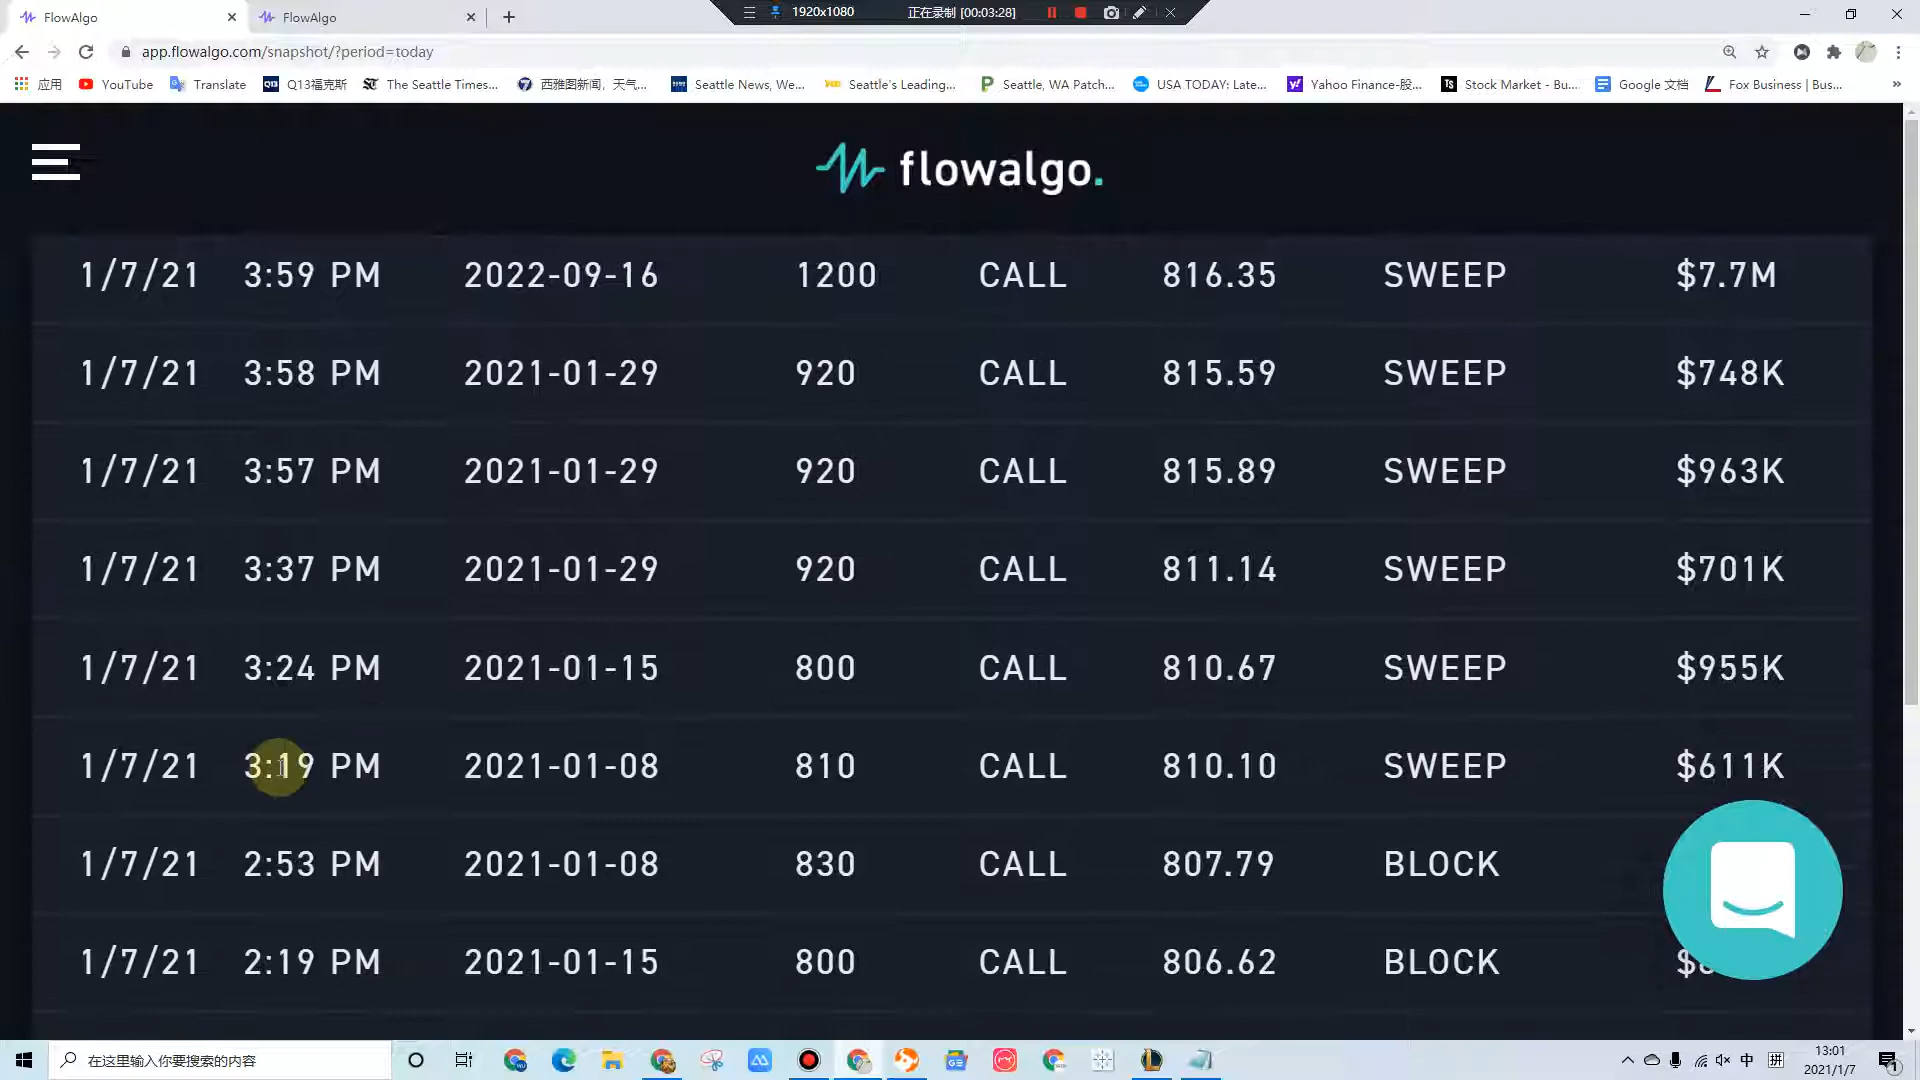 FlowAlgo
FlowAlgo
1920x1080
正在录制 [00:03:28]
app.flowalgo.com/snapshot/?period=today
应用
YouTube
Translate
Q13福克斯
The Seattle Times...
西雅图新闻，天气...
Seattle News, We...
Seattle's Leading...
Seattle, WA Patch...
USA TODAY: Late...
Yahoo Finance-股...
Stock Market - Bu...
Google 文档
Fox Business | Bus...
flowalgo.
1/7/21 3:59 PM 2022-09-16 1200 CALL 816.35 SWEEP $7.7M
1/7/21 3:58 PM 2021-01-29 920 CALL 815.59 SWEEP $748K
1/7/21 3:57 PM 2021-01-29 920 CALL 815.89 SWEEP $963K
1/7/21 3:37 PM 2021-01-29 920 CALL 811.14 SWEEP $701K
1/7/21 3:24 PM 2021-01-15 800 CALL 810.67 SWEEP $955K
1/7/21 3:19 PM 2021-01-08 810 CALL 810.10 SWEEP $611K
1/7/21 2:53 PM 2021-01-08 830 CALL 807.79 BLOCK
1/7/21 2:19 PM 2021-01-15 800 CALL 806.62 BLOCK
在这里输入你要搜索的内容
中
拼
13:01
2021/1/7